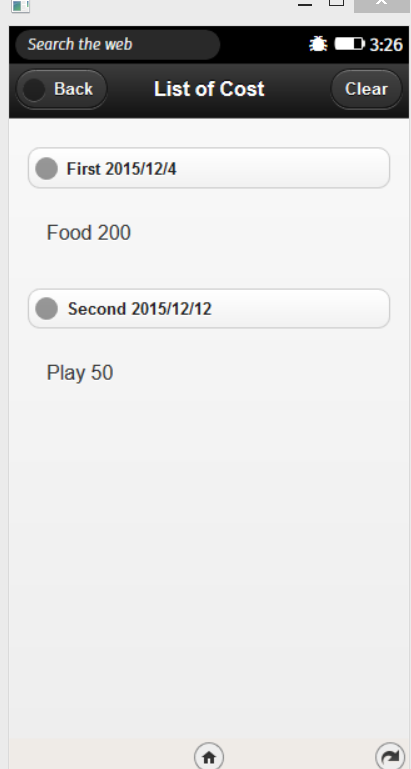 Search the web
3:26
Back
List of Cost
Clear
First 2015/12/4
Food 200
Second 2015/12/12
Play 50